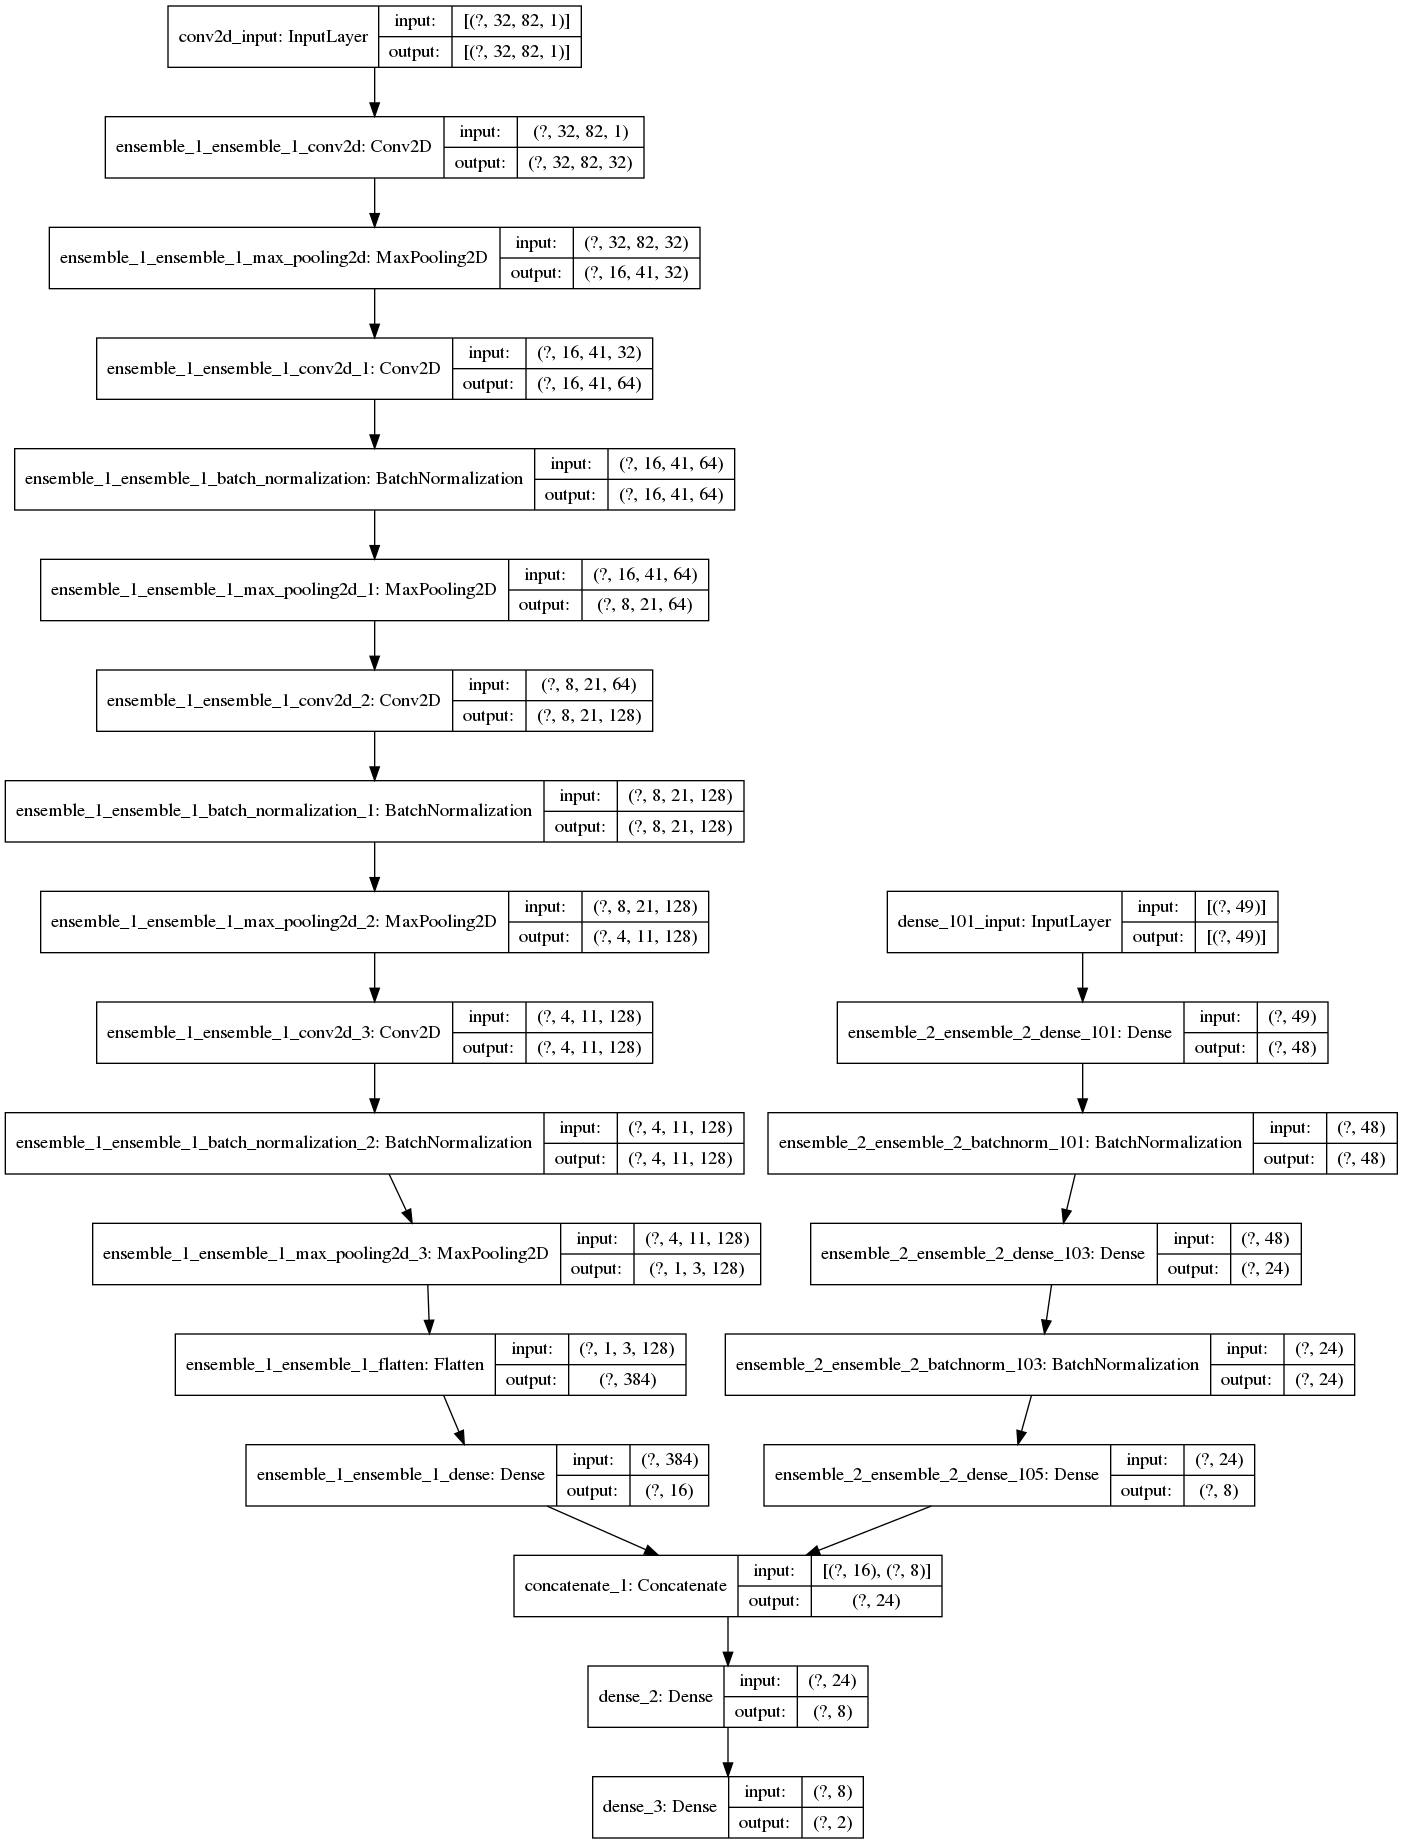 conv2d_input: InputLayer
input: [(?, 32, 82, 1)]
output: [(?, 32, 82, 1)]
ensemble_1_ensemble_1_conv2d: Conv2D
input: (?, 32, 82, 1)
output: (?, 32, 82, 32)
ensemble_1_ensemble_1_max_pooling2d: MaxPooling2D
input: (?, 32, 82, 32)
output: (?, 16, 41, 32)
ensemble_1_ensemble_1_conv2d_1: Conv2D
input: (?, 16, 41, 32)
output: (?, 16, 41, 64)
ensemble_1_ensemble_1_batch_normalization: BatchNormalization
input: (?, 16, 41, 64)
output: (?, 16, 41, 64)
ensemble_1_ensemble_1_max_pooling2d_1: MaxPooling2D
input: (?, 16, 41, 64)
output: (?, 8, 21, 64)
ensemble_1_ensemble_1_conv2d_2: Conv2D
input: (?, 8, 21, 64)
output: (?, 8, 21, 128)
ensemble_1_ensemble_1_batch_normalization_1: BatchNormalization
input: (?, 8, 21, 128)
output: (?, 8, 21, 128)
ensemble_1_ensemble_1_max_pooling2d_2: MaxPooling2D
input: (?, 8, 21, 128)
output: (?, 4, 11, 128)
ensemble_1_ensemble_1_conv2d_3: Conv2D
input: (?, 4, 11, 128)
output: (?, 4, 11, 128)
ensemble_1_ensemble_1_batch_normalization_2: BatchNormalization
input: (?, 4, 11, 128)
output: (?, 4, 11, 128)
ensemble_1_ensemble_1_max_pooling2d_3: MaxPooling2D
input: (?, 4, 11, 128)
output: (?, 1, 3, 128)
ensemble_1_ensemble_1_flatten: Flatten
input: (?, 1, 3, 128)
output: (?, 384)
ensemble_1_ensemble_1_dense: Dense
input: (?, 384)
output: (?, 16)
dense_101_input: InputLayer
input: [(?, 49)]
output: [(?, 49)]
ensemble_2_ensemble_2_dense_101: Dense
input: (?, 49)
output: (?, 48)
ensemble_2_ensemble_2_batchnorm_101: BatchNormalization
input: (?, 48)
output: (?, 48)
ensemble_2_ensemble_2_dense_103: Dense
input: (?, 48)
output: (?, 24)
ensemble_2_ensemble_2_batchnorm_103: BatchNormalization
input: (?, 24)
output: (?, 24)
ensemble_2_ensemble_2_dense_105: Dense
input: (?, 24)
output: (?, 8)
concatenate_1: Concatenate
input: [(?, 16), (?, 8)]
output: (?, 24)
dense_2: Dense
input: (?, 24)
output: (?, 8)
dense_3: Dense
input: (?, 8)
output: (?, 2)